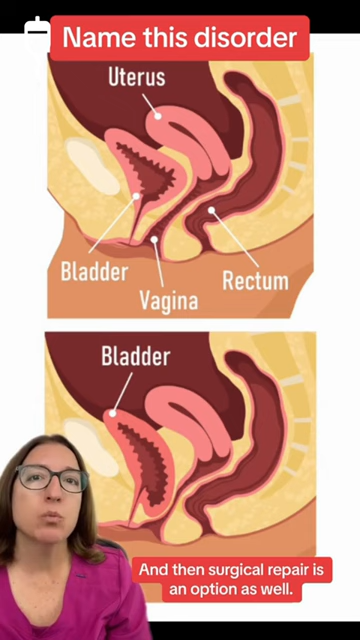 Name this disorder
Uterus
Bladder
Vagina
Rectum
Bladder
And then surgical repair is
an option as well.